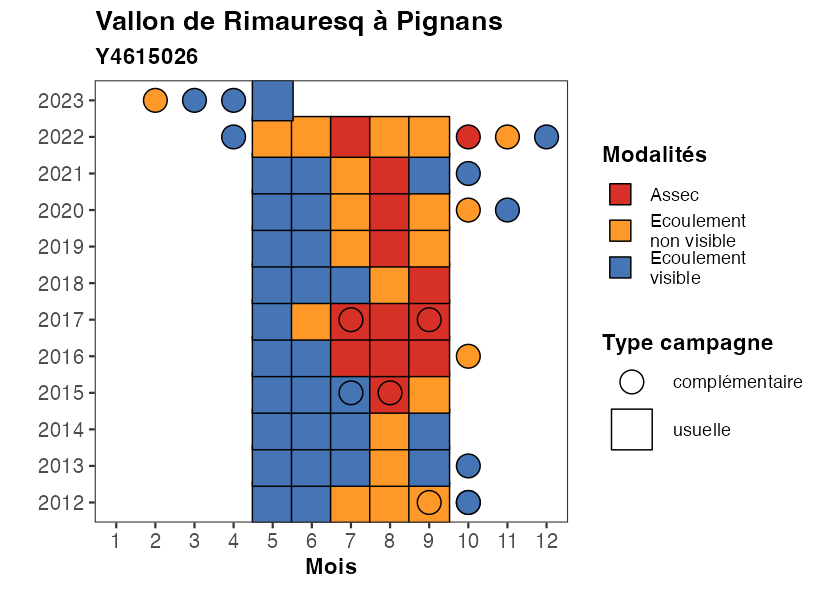 Vallon de Rimauresq à Pignans
Y4615026
2023
2022
2021
2020
2019
2018
2017
2016
2015
2014
2013
2012
1 2 3 4 5 6 7 8 9 10 11 12
Mois
Modalités
Assec
Ecoulement
non visible
Ecoulement
visible
Type campagne
complémentaire
usuelle